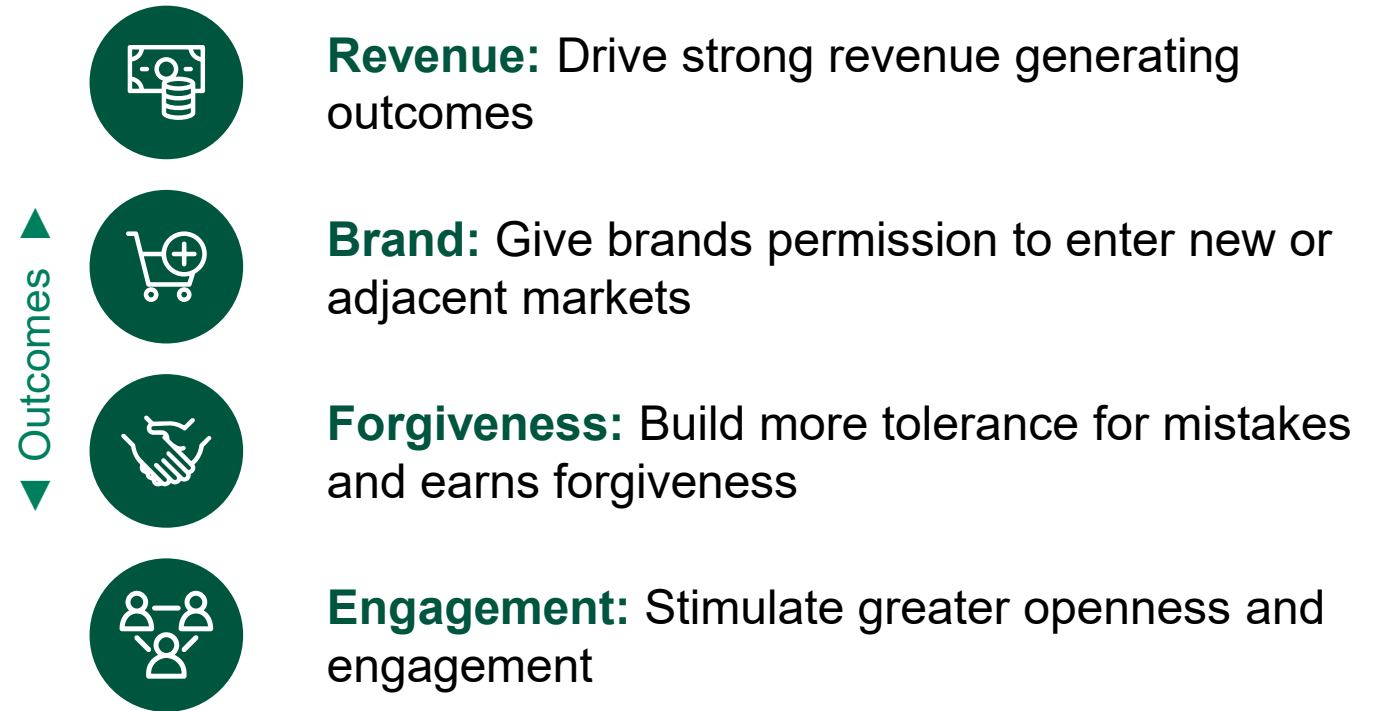 Revenue: Drive strong revenue generating
outcomes
Brand: Give brands permission to enter new or
adjacent markets
◀ Outcomes ▶
Forgiveness: Build more tolerance for mistakes
and earns forgiveness
Engagement: Stimulate greater openness and
engagement